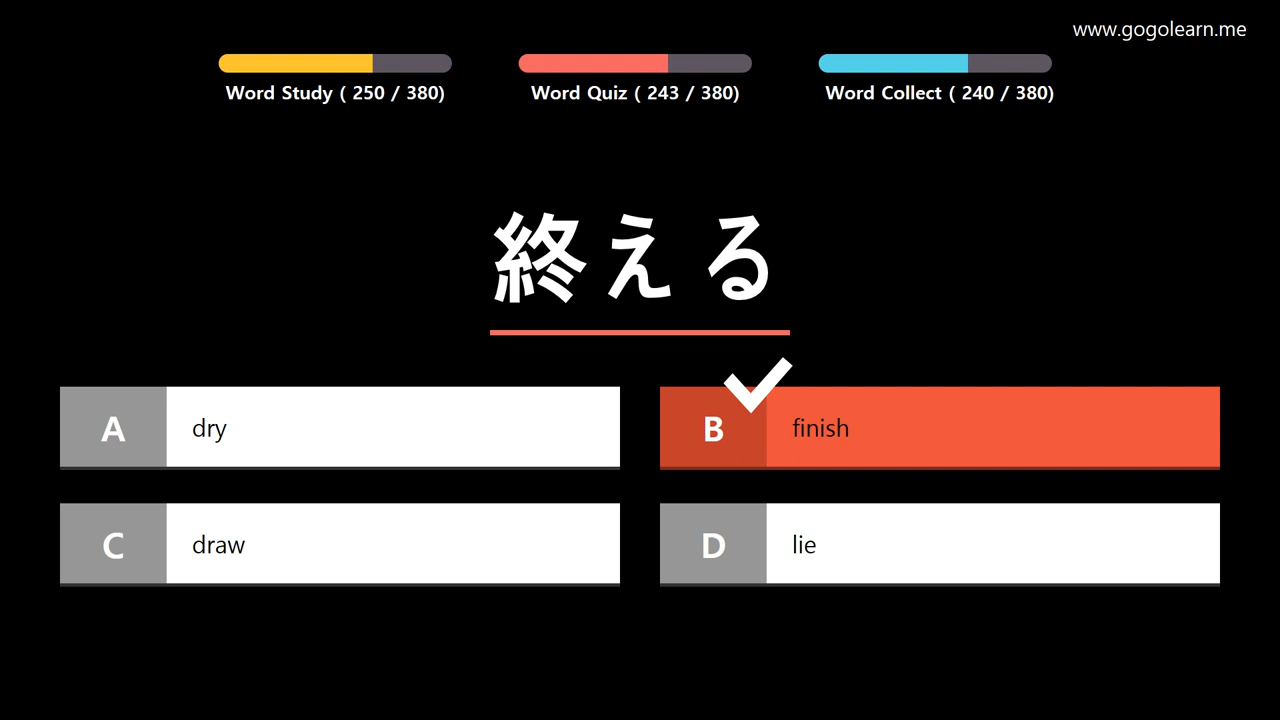 www.gogolearn.me
Word Study ( 250 / 380)
Word Quiz ( 243 / 380)
Word Collect ( 240 / 380)
終える
A dry
B finish
C draw
D lie